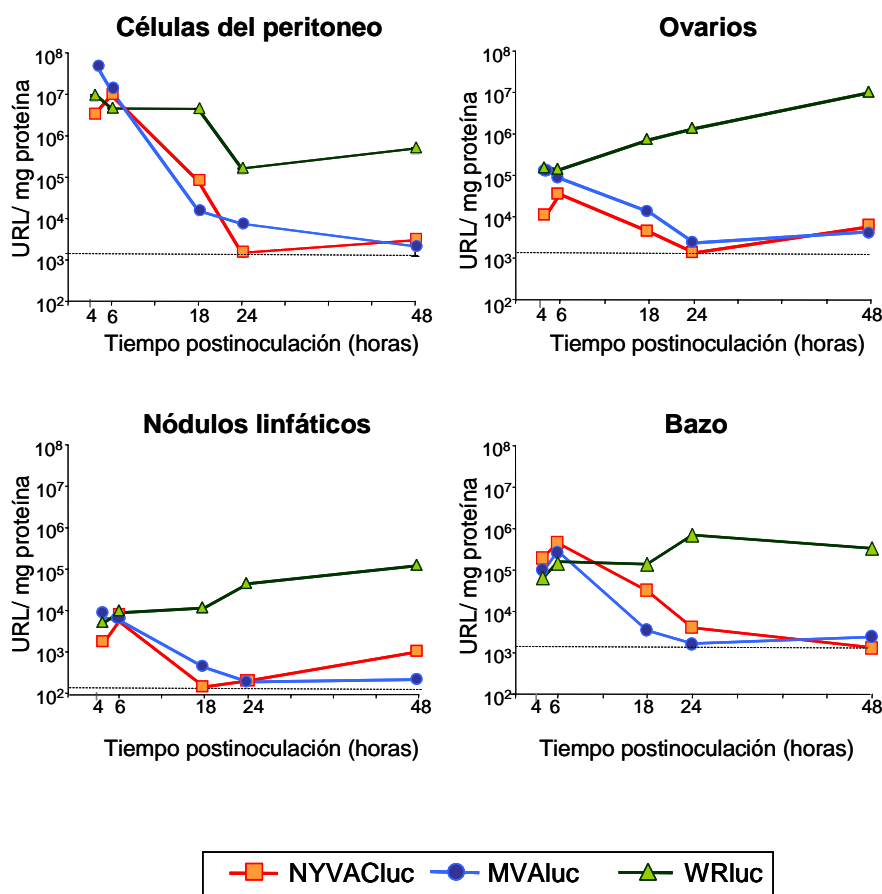 Células del peritoneo
URL/ mg proteína
10⁸
10⁷
10⁶
10⁵
10⁴
10³
10²
4 6 18 24 48
Tiempo postinoculación (horas)
Ovarios
URL/ mg proteína
10⁸
10⁷
10⁶
10⁵
10⁴
10³
10²
4 6 18 24 48
Tiempo postinoculación (horas)
Nódulos linfáticos
URL/ mg proteína
10⁸
10⁷
10⁶
10⁵
10⁴
10³
10²
4 6 18 24 48
Tiempo postinoculación (horas)
Bazo
URL/ mg proteína
10⁸
10⁷
10⁶
10⁵
10⁴
10³
10²
4 6 18 24 48
Tiempo postinoculación (horas)
NYVACluc MVAluc WRluc